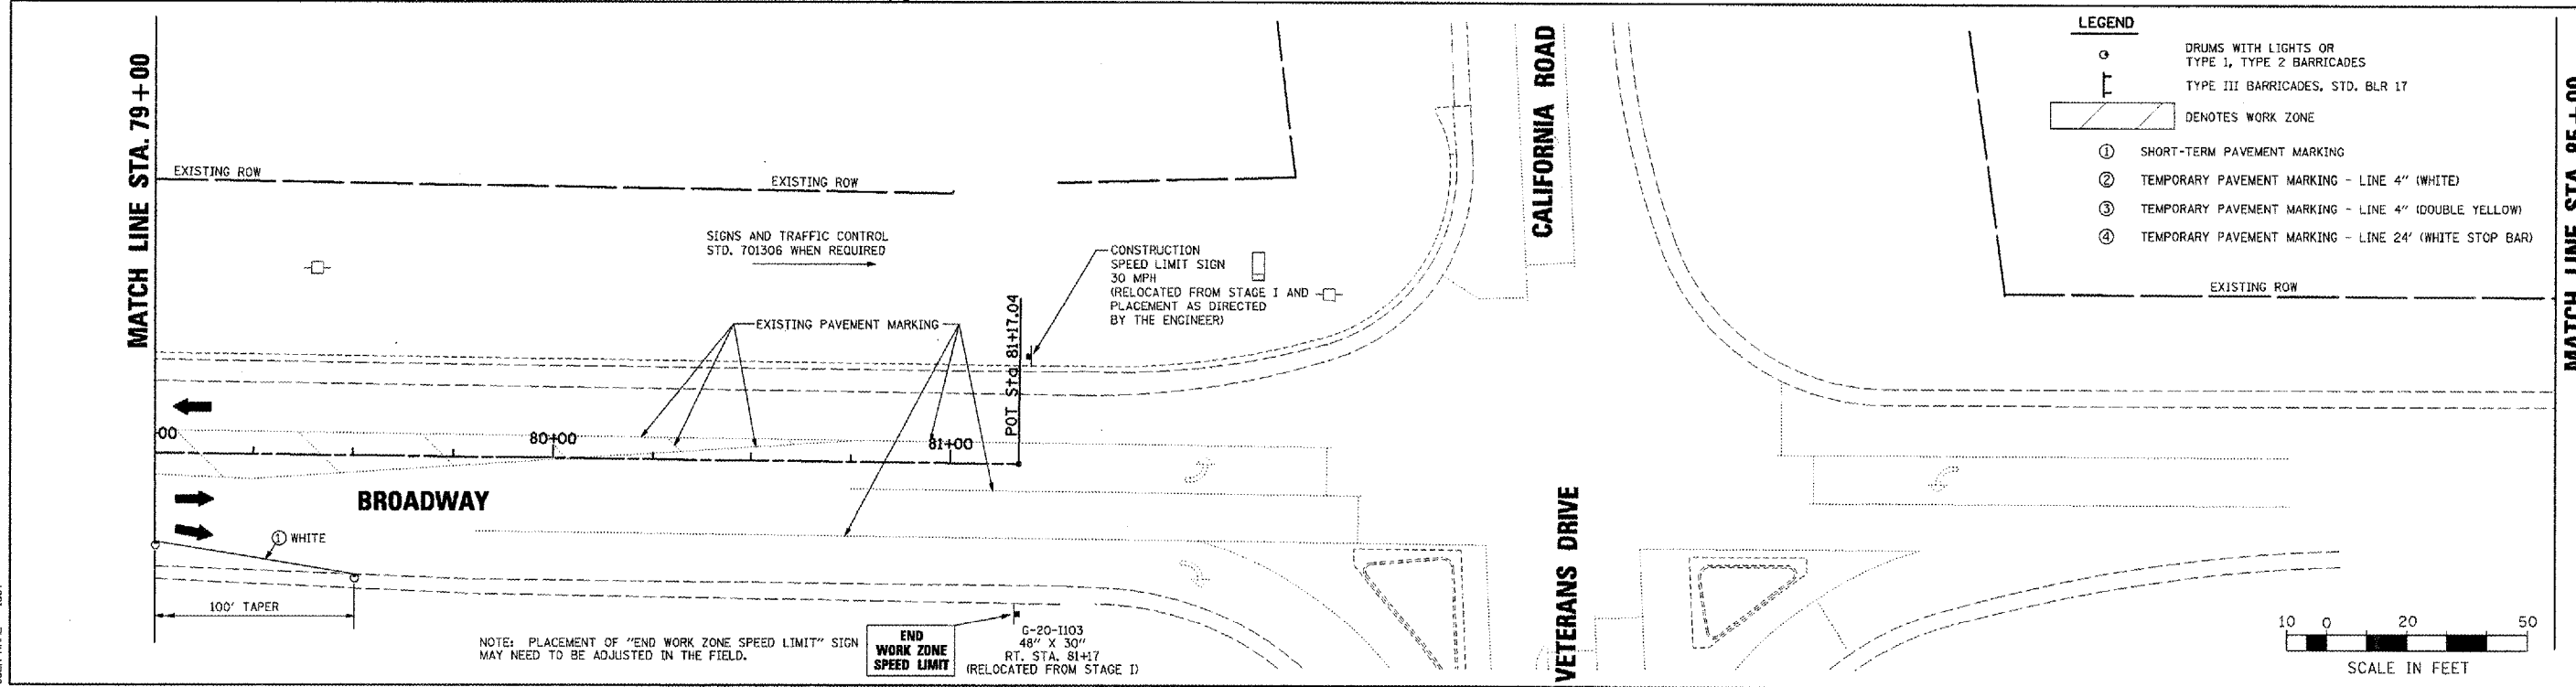 MATCH LINE STA. 79+00
EXISTING ROW
EXISTING ROW
SIGNS AND TRAFFIC CONTROL
STD. 701306 WHEN REQUIRED
EXISTING PAVEMENT MARKING
CONSTRUCTION
SPEED LIMIT SIGN
30 MPH
(RELOCATED FROM STAGE I AND
PLACEMENT AS DIRECTED
BY THE ENGINEER)
POT Sta 81+17.04
00
80+00
81+00
BROADWAY
① WHITE
100' TAPER
NOTE: PLACEMENT OF "END WORK ZONE SPEED LIMIT" SIGN
MAY NEED TO BE ADJUSTED IN THE FIELD.
END
WORK ZONE
SPEED LIMIT
G-20-I103
48" X 30"
RT. STA. 81+17
(RELOCATED FROM STAGE I)
CALIFORNIA ROAD
VETERANS DRIVE
LEGEND
DRUMS WITH LIGHTS OR
TYPE 1, TYPE 2 BARRICADES
TYPE III BARRICADES, STD. BLR 17
DENOTES WORK ZONE
① SHORT-TERM PAVEMENT MARKING
② TEMPORARY PAVEMENT MARKING - LINE 4" (WHITE)
③ TEMPORARY PAVEMENT MARKING - LINE 4" (DOUBLE YELLOW)
④ TEMPORARY PAVEMENT MARKING - LINE 24' (WHITE STOP BAR)
EXISTING ROW
MATCH LINE STA. 85+00
10 0 20 50
SCALE IN FEET